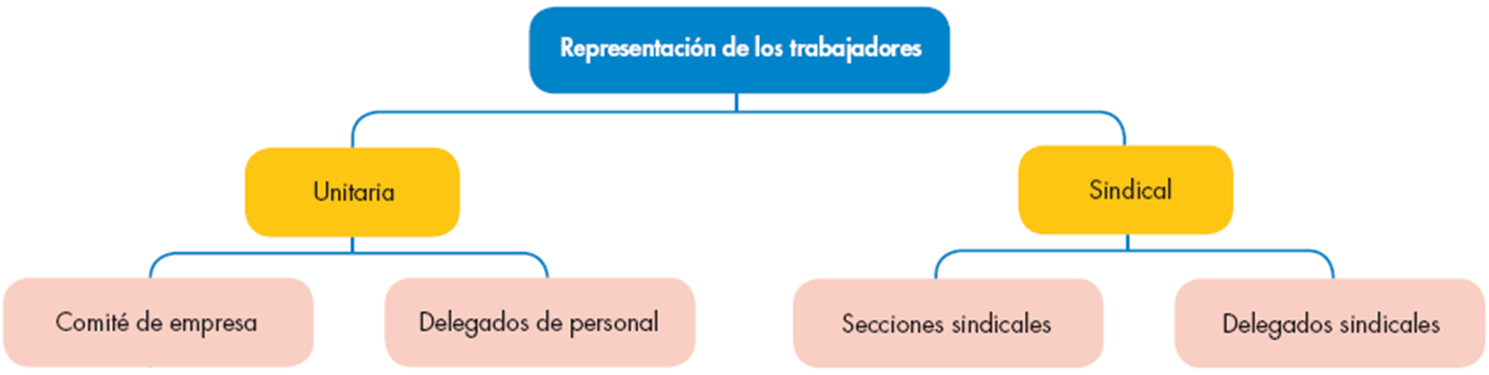 Representación de los trabajadores
Unitaria
Sindical
Comité de empresa
Delegados de personal
Secciones sindicales
Delegados sindicales